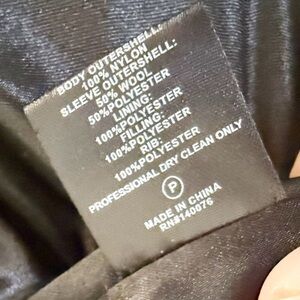 BODY OUTERSHELL:
100% NYLON
SLEEVE OUTERSHELL:
50% WOOL
50%POLYESTER
LINING:
100%POLYESTER
FILLING:
100%POLYESTER
RIB:
100%POLYESTER
PROFESSIONAL DRY CLEAN ONLY
P
MADE IN CHINA
RN#140076